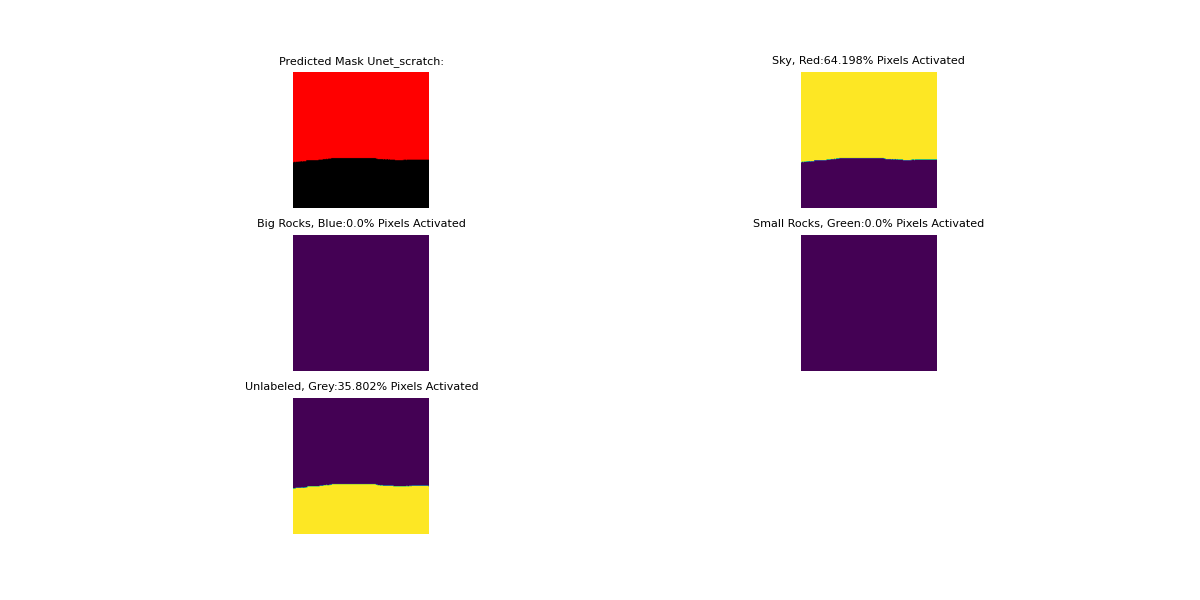 Predicted Mask Unet_scratch:
Sky, Red:64.198% Pixels Activated
Big Rocks, Blue:0.0% Pixels Activated
Small Rocks, Green:0.0% Pixels Activated
Unlabeled, Grey:35.802% Pixels Activated